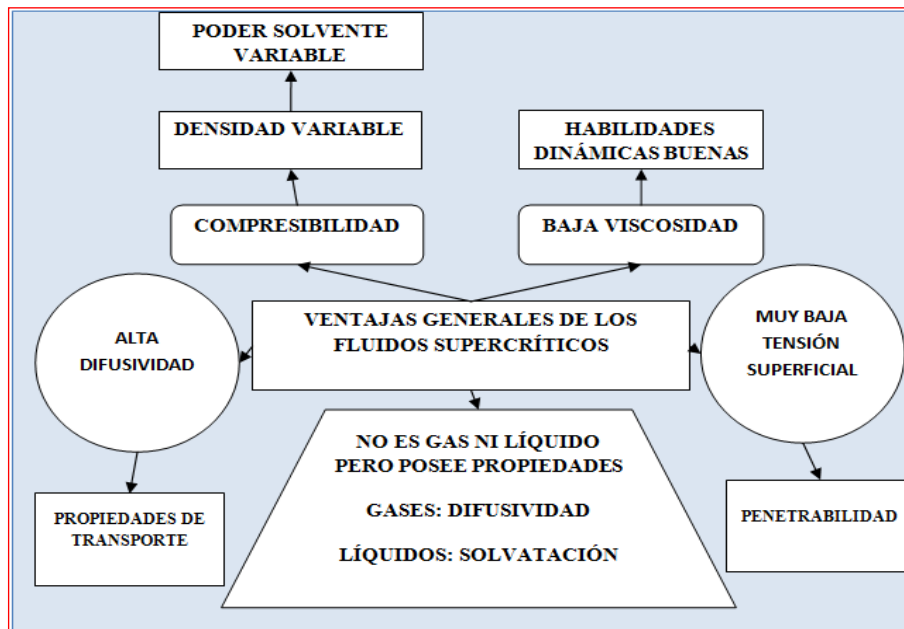 PODER SOLVENTE
VARIABLE
DENSIDAD VARIABLE
HABILIDADES
DINÁMICAS BUENAS
COMPRESIBILIDAD
BAJA VISCOSIDAD
ALTA
DIFUSIVIDAD
VENTAJAS GENERALES DE LOS
FLUIDOS SUPERCRÍTICOS
MUY BAJA
TENSIÓN
SUPERFICIAL
NO ES GAS NI LÍQUIDO
PERO POSEE PROPIEDADES
GASES: DIFUSIVIDAD
LÍQUIDOS: SOLVATACIÓN
PROPIEDADES DE
TRANSPORTE
PENETRABILIDAD